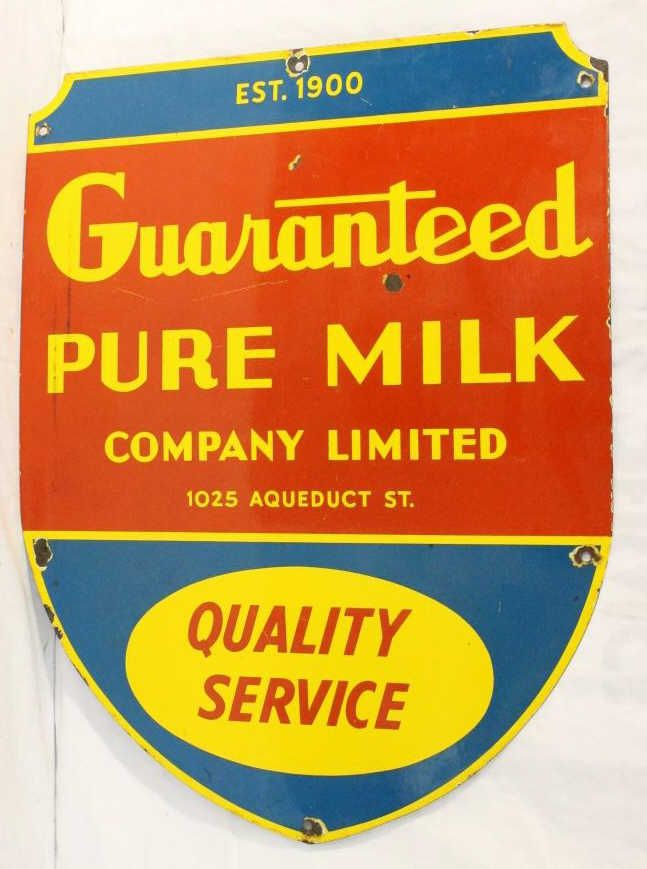 EST. 1900
Guaranteed
PURE MILK
COMPANY LIMITED
1025 AQUEDUCT ST.
QUALITY
SERVICE